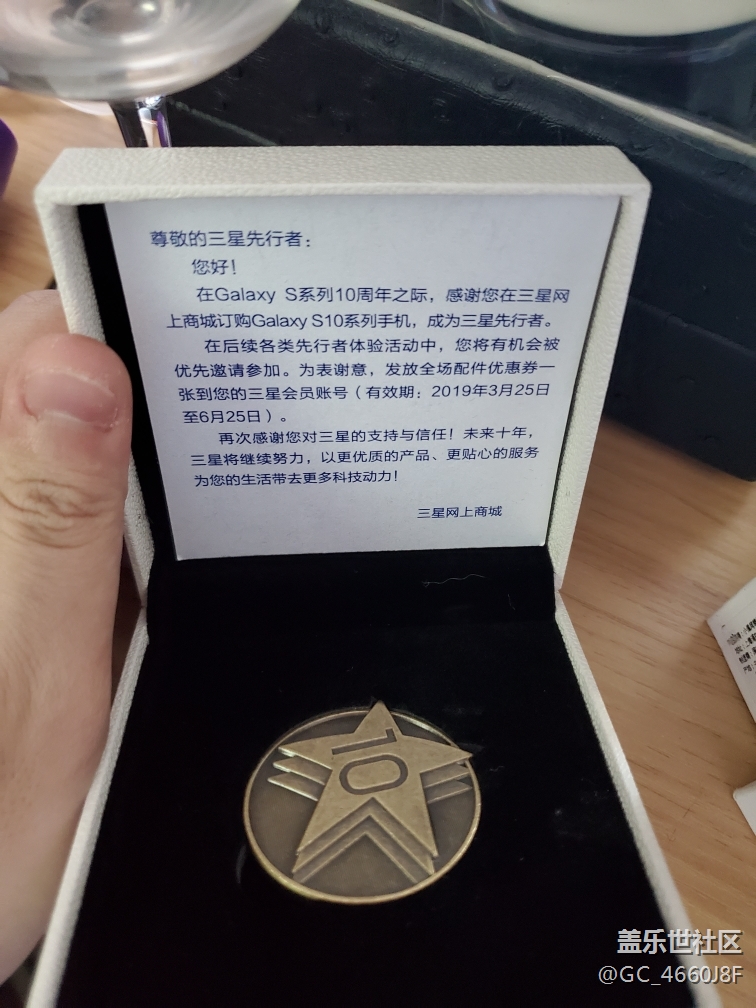 尊敬的三星先行者：
您好！
在Galaxy S系列10周年之际，感谢您在三星网
上商城订购Galaxy S10系列手机，成为三星先行者。
在后续各类先行者体验活动中，您将有机会被
优先邀请参加。为表谢意，发放全场配件优惠券一
张到您的三星会员账号（有效期：2019年3月25日
至6月25日）。
再次感谢您对三星的支持与信任！未来十年，
三星将继续努力，以更优质的产品、更贴心的服务
为您的生活带去更多科技动力！
三星网上商城
10
盖乐世社区
@GC_4660J8F